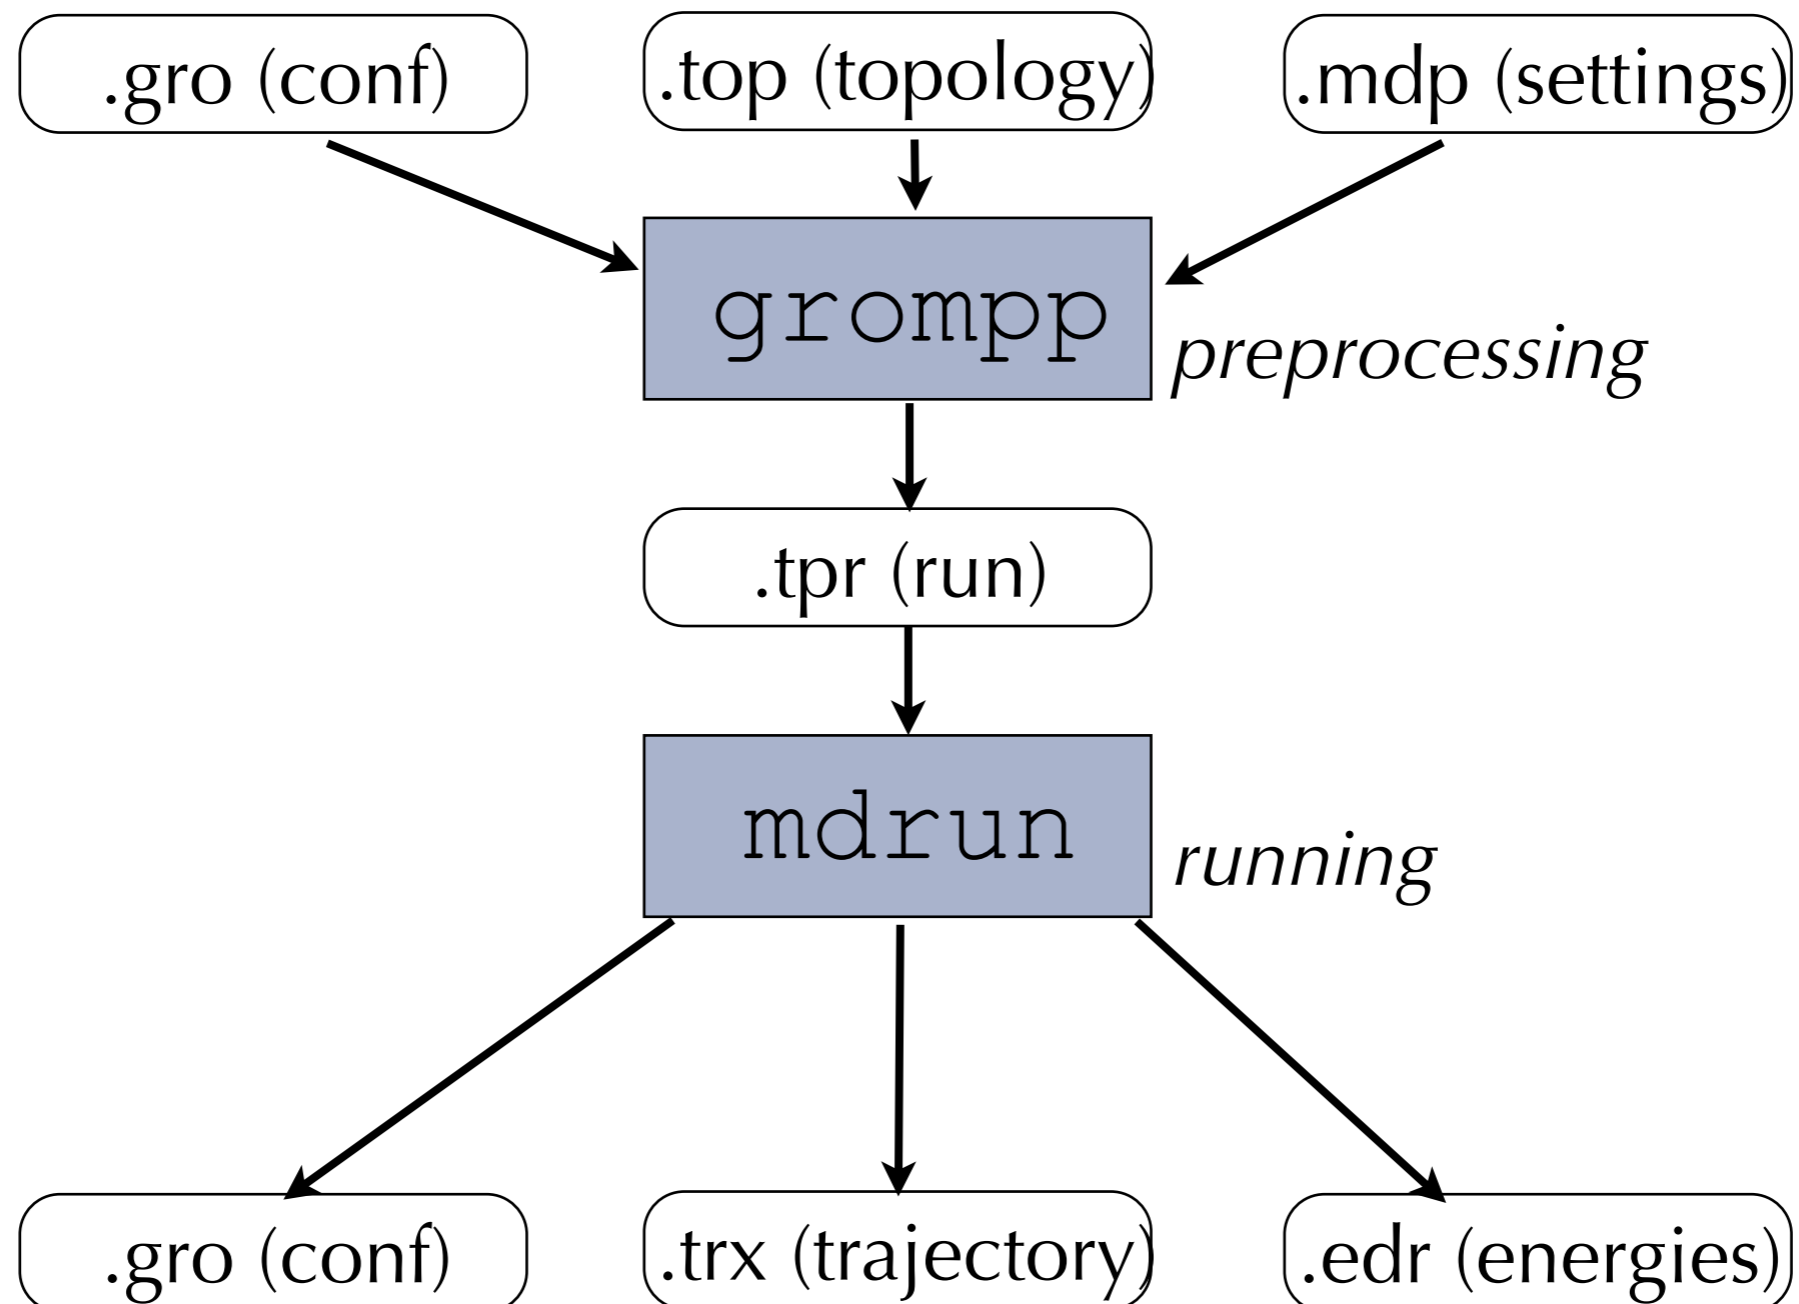 .gro (conf)
.top (topology)
.mdp (settings)
grompp
preprocessing
.tpr (run)
mdrun
running
.gro (conf)
.trx (trajectory)
.edr (energies)